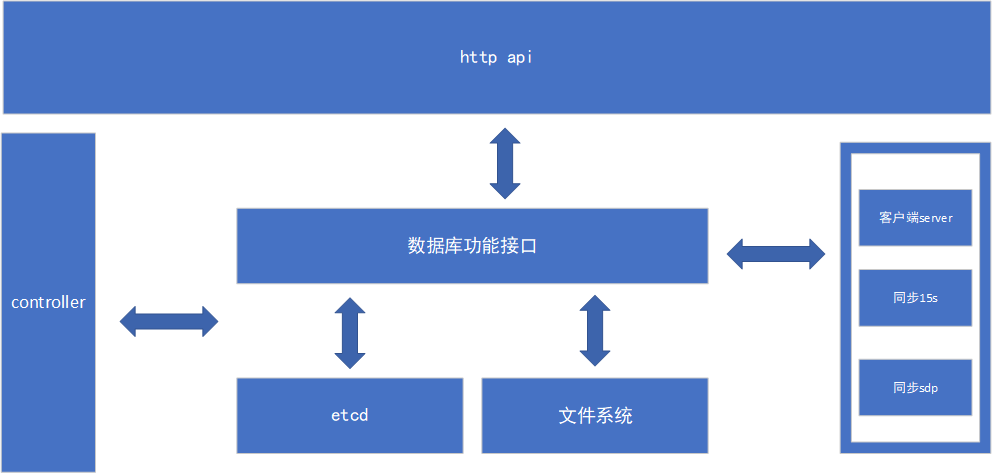 http api
controller
数据库功能接口
etcd
文件系统
客户端server
同步15s
同步sdp